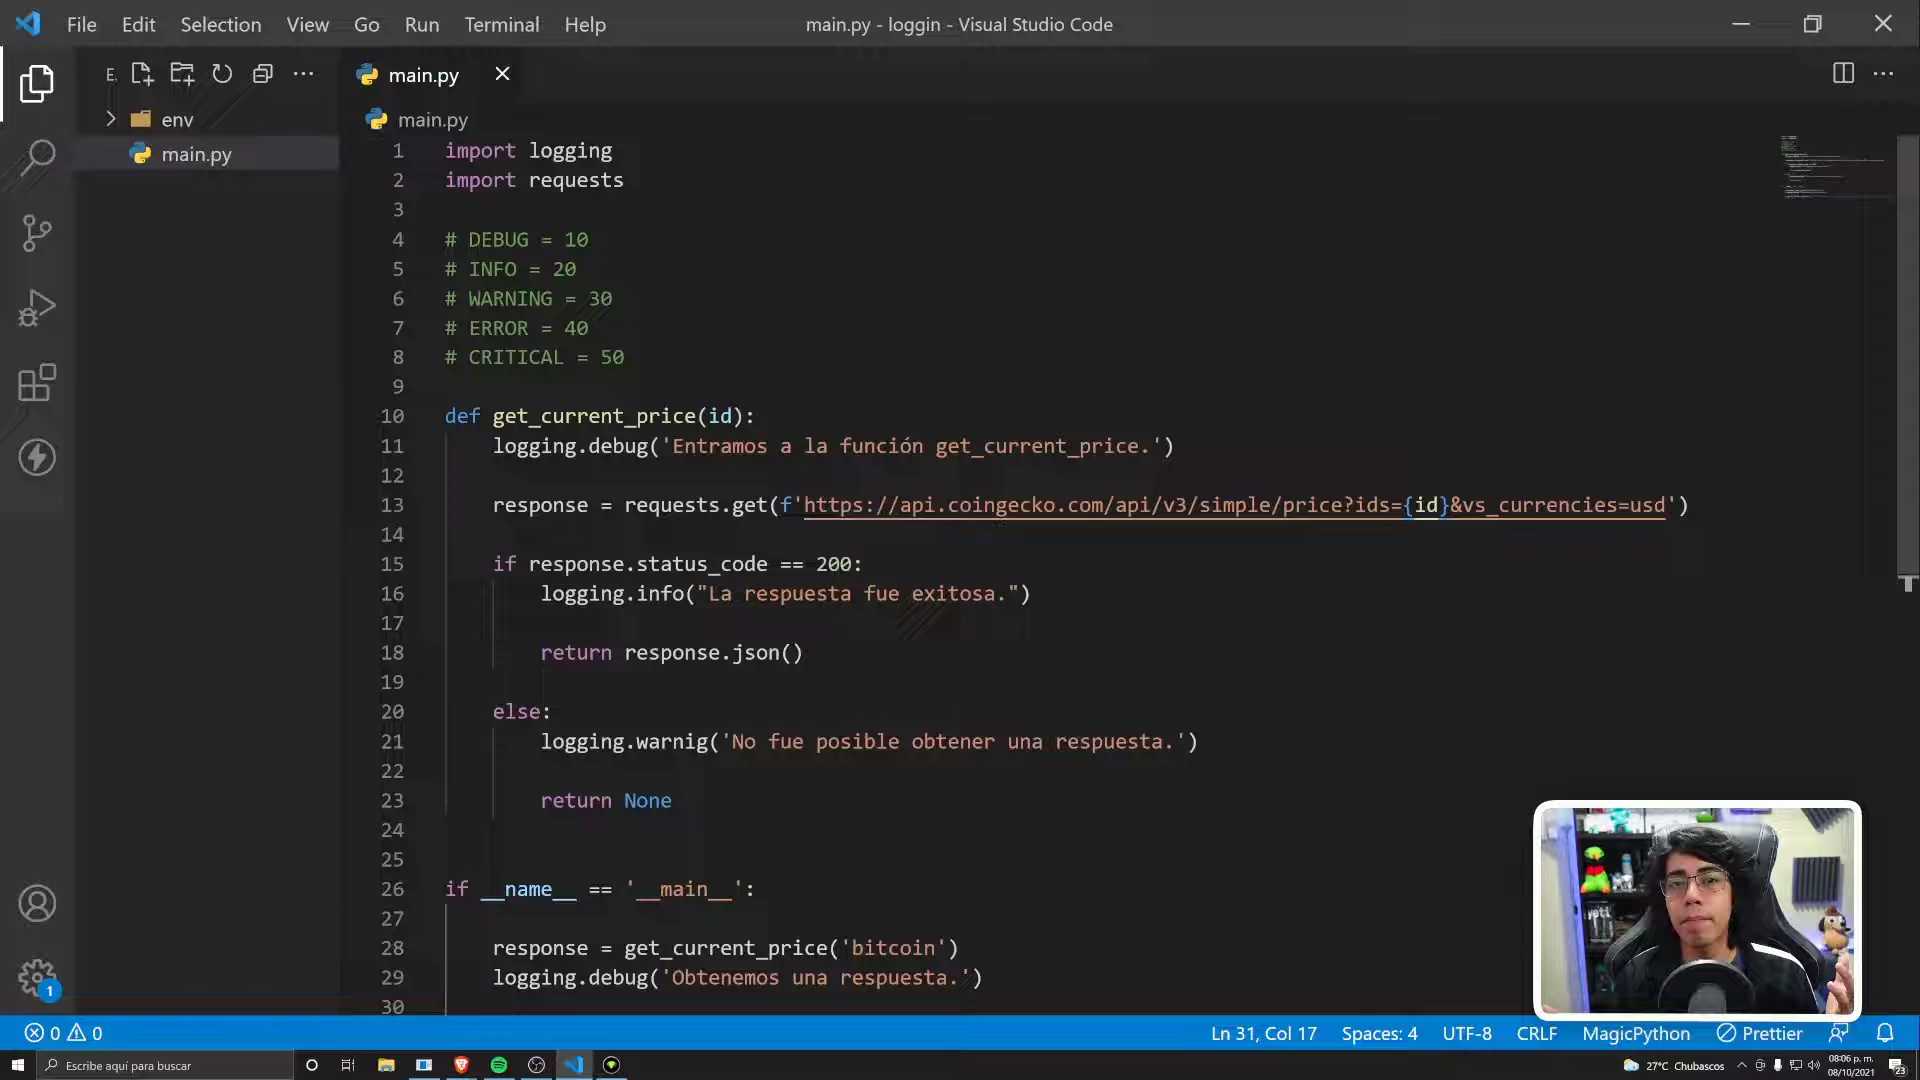 File Edit Selection View Go Run Terminal Help
main.py - loggin - Visual Studio Code
E.
main.py
env
main.py
main.py
1 import logging
2 import requests
3
4 # DEBUG = 10
5 # INFO = 20
6 # WARNING = 30
7 # ERROR = 40
8 # CRITICAL = 50
9
10 def get_current_price(id):
11 logging.debug('Entramos a la función get_current_price.')
12
13 response = requests.get(f'https://api.coingecko.com/api/v3/simple/price?ids={id}&vs_currencies=usd')
14
15 if response.status_code == 200:
16 logging.info("La respuesta fue exitosa.")
17
18 return response.json()
19
20 else:
21 logging.warnig('No fue posible obtener una respuesta.')
22
23 return None
24
25
26 if __name__ == '__main__':
27
28 response = get_current_price('bitcoin')
29 logging.debug('Obtenemos una respuesta.')
30
1
0 0
Ln 31, Col 17 Spaces: 4 UTF-8 CRLF MagicPython Prettier
Escribe aquí para buscar
27°C Chubascos
08:06 p. m.
08/10/2021
23